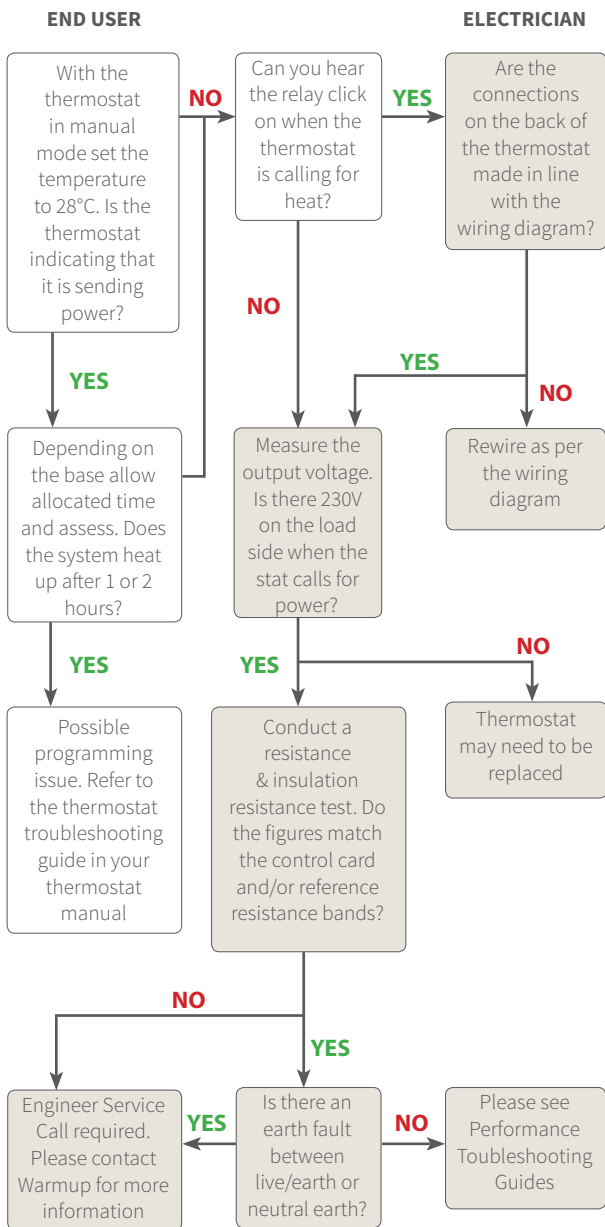 END USER
ELECTRICIAN
With the
thermostat
in manual
mode set the
temperature
to 28°C. Is the
thermostat
indicating that
it is sending
power?
NO
Can you hear
the relay click
on when the
thermostat
is calling for
heat?
YES
Are the
connections
on the back of
the thermostat
made in line
with the
wiring diagram?
YES
NO
YES
NO
Depending on
the base allow
allocated time
and assess. Does
the system heat
up after 1 or 2
hours?
Measure the
output voltage.
Is there 230V
on the load
side when the
stat calls for
power?
Rewire as per
the wiring
diagram
YES
YES
NO
Possible
programming
issue. Refer to
the thermostat
troubleshooting
guide in your
thermostat
manual
Conduct a
resistance
& insulation
resistance test. Do
the figures match
the control card
and/or reference
resistance bands?
Thermostat
may need to be
replaced
NO
YES
Engineer Service
Call required.
Please contact
Warmup for more
information
YES
Is there an
earth fault
between
live/earth or
neutral earth?
NO
Please see
Performance
Toubleshooting
Guides